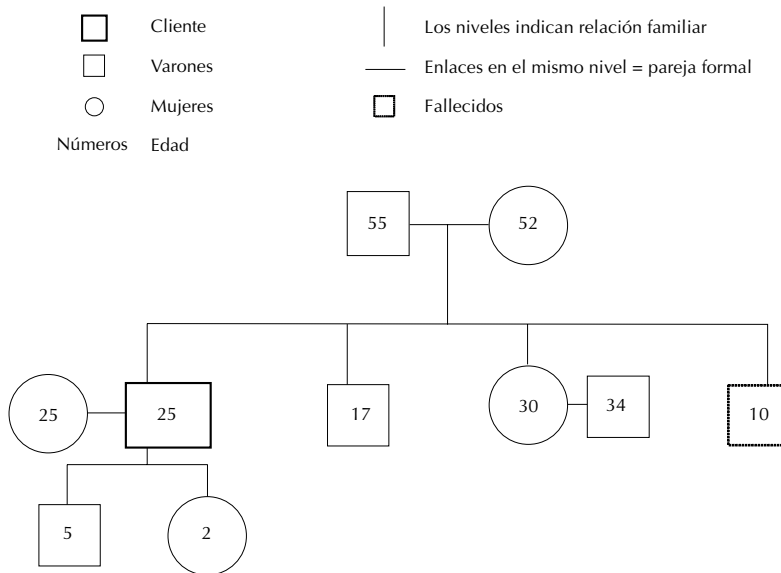 Cliente
Los niveles indican relación familiar
Varones
Enlaces en el mismo nivel = pareja formal
Mujeres
Fallecidos
Números Edad
55
52
25
25
17
30
34
10
5
2